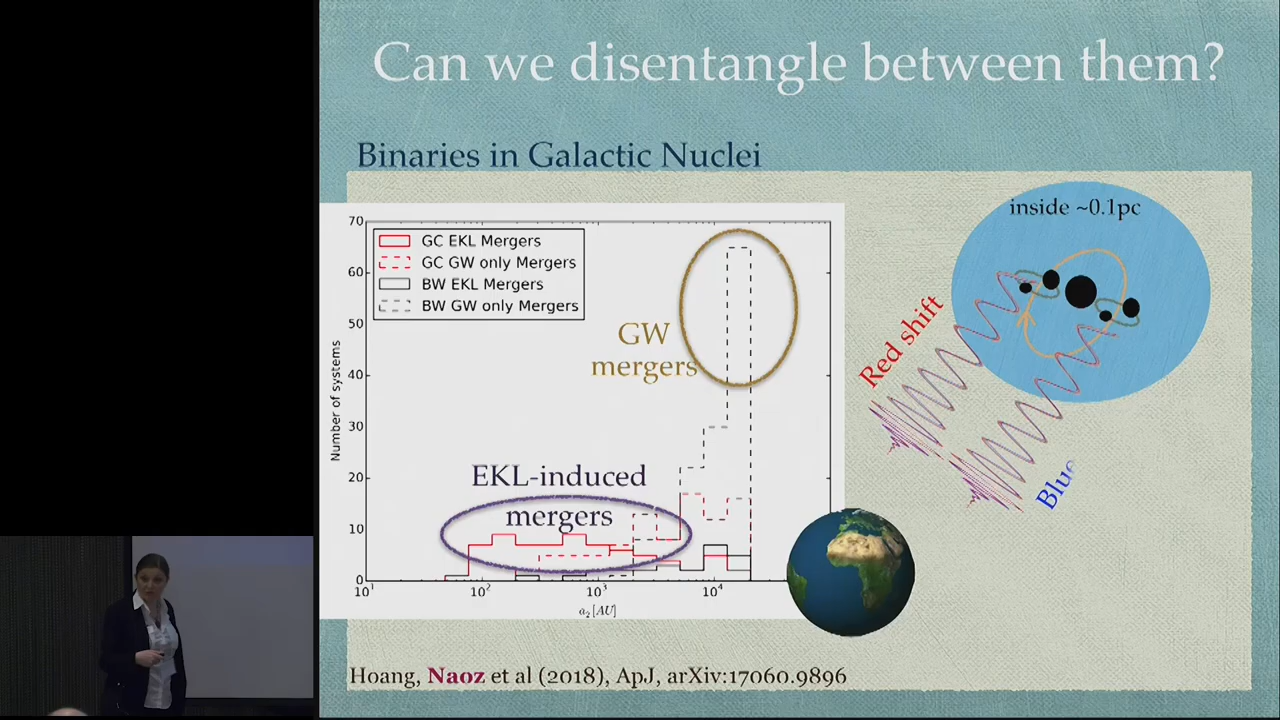 Can we disentangle between them?
Binaries in Galactic Nuclei
inside ~0.1pc
70
60
50
40
30
20
10
0
Number of systems
GC EKL Mergers
GC GW only Mergers
BW EKL Mergers
BW GW only Mergers
GW
mergers
EKL-induced
mergers
Red shift
Blue
10¹ 10² 10³ 10⁴
a₂ [AU]
Hoang, Naoz et al (2018), ApJ, arXiv:17060.9896